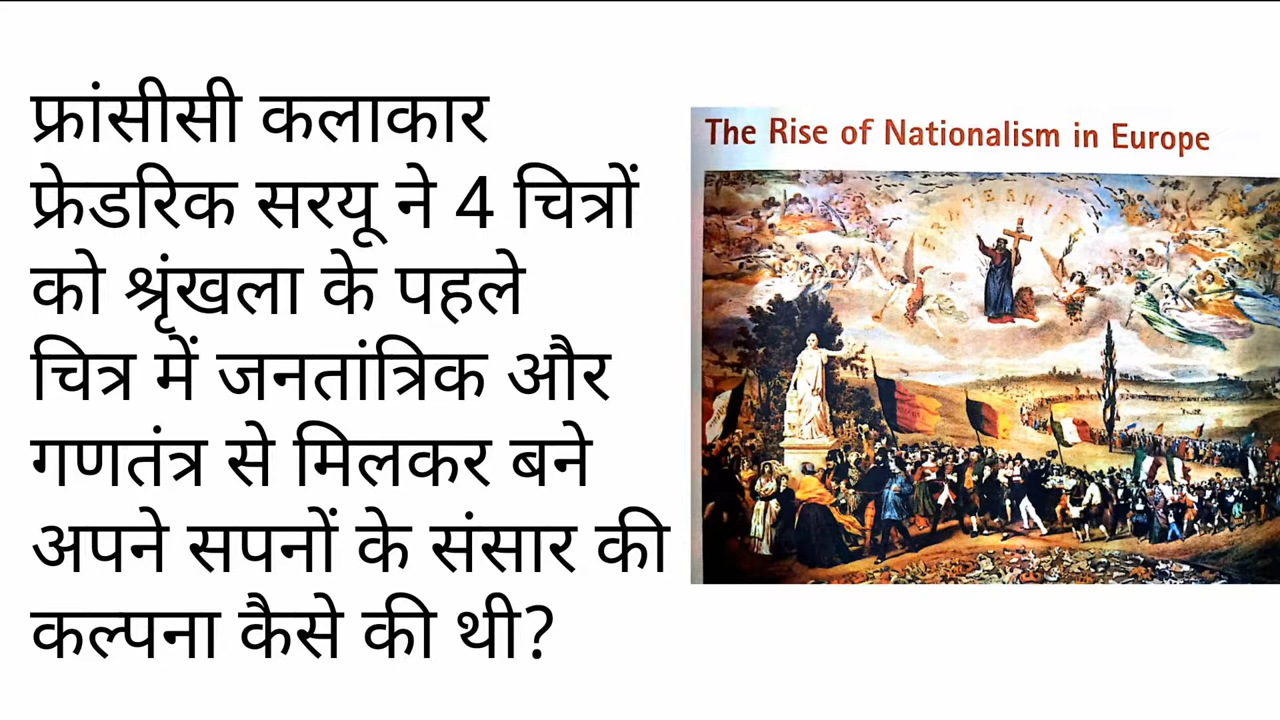 फ्रांसीसी कलाकार
फ्रेडरिक सरयू ने 4 चित्रों
को श्रृंखला के पहले
चित्र में जनतांत्रिक और
गणतंत्र से मिलकर बने
अपने सपनों के संसार की
कल्पना कैसे की थी?
The Rise of Nationalism in Europe